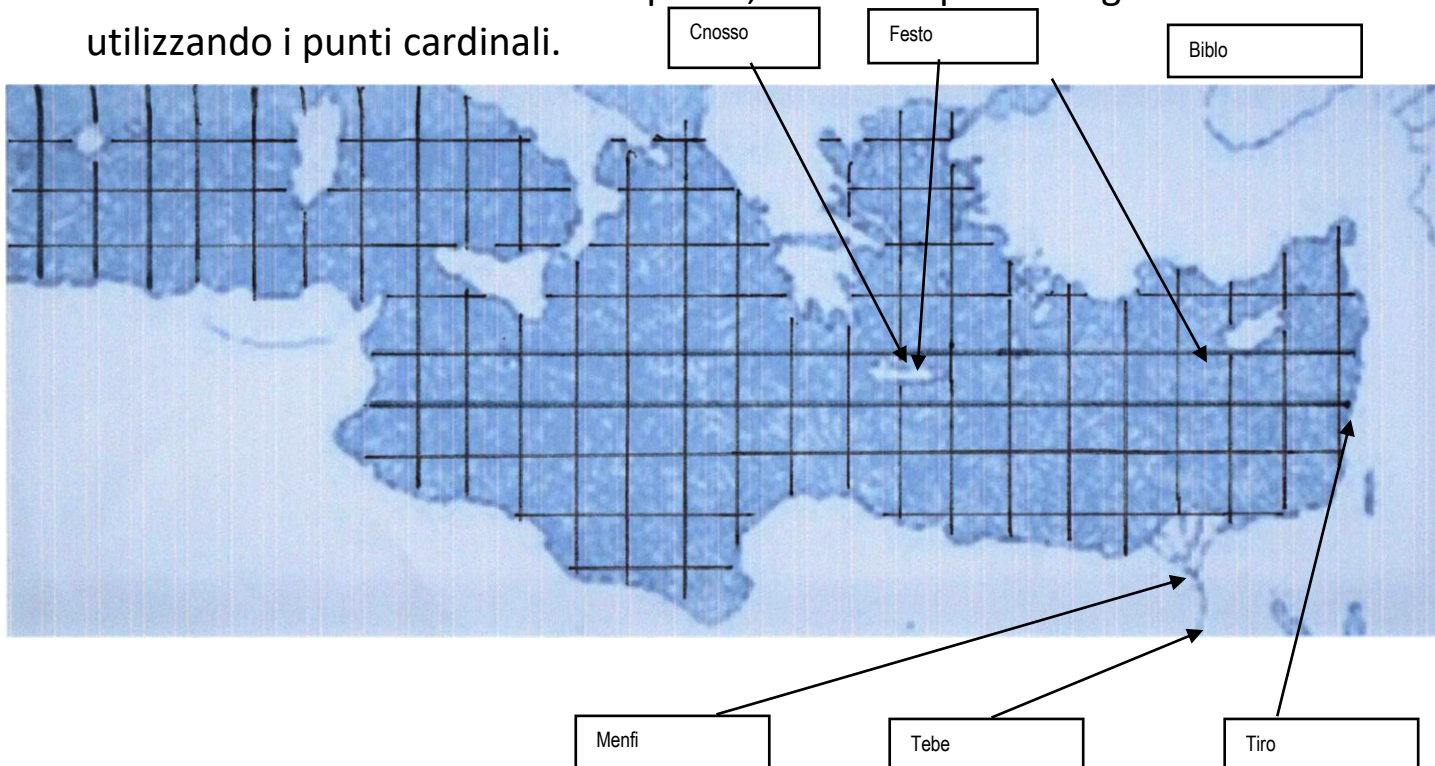 utilizzando i punti cardinali.
Cnosso
Festo
Biblo
Menfi
Tebe
Tiro